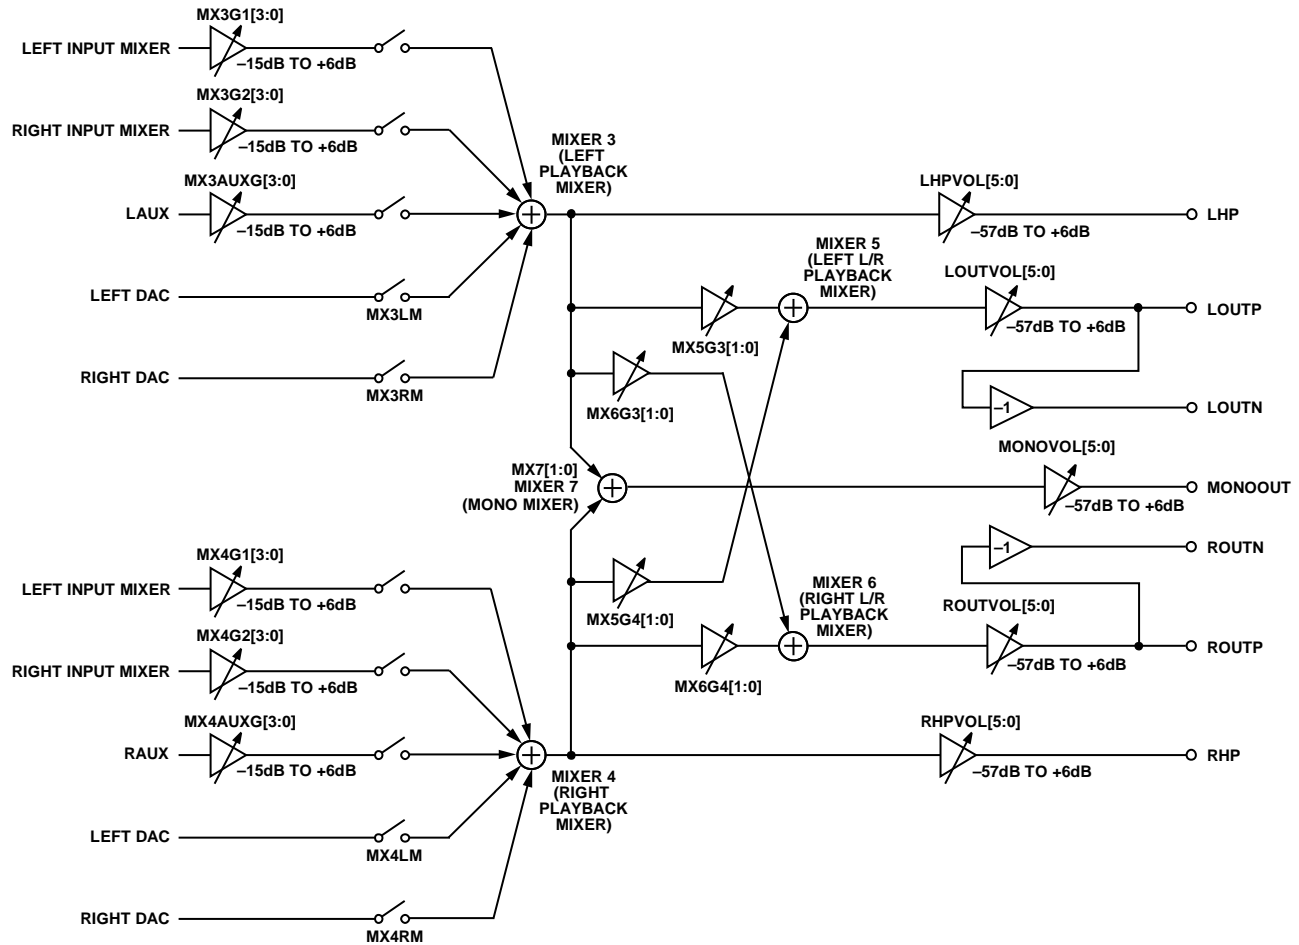 MX3G1[3:0]
LEFT INPUT MIXER
–15dB TO +6dB
MX3G2[3:0]
RIGHT INPUT MIXER
–15dB TO +6dB
MIXER 3
(LEFT
PLAYBACK
MIXER)
MX3AUXG[3:0]
LAUX
–15dB TO +6dB
LHPVOL[5:0]
LHP
–57dB TO +6dB
MIXER 5
(LEFT L/R
PLAYBACK
MIXER)
LOUTVOL[5:0]
LEFT DAC
MX3LM
LOUTP
–57dB TO +6dB
MX5G3[1:0]
RIGHT DAC
MX3RM
MX6G3[1:0]
–1
LOUTN
MONOVOL[5:0]
MX7[1:0]
MIXER 7
(MONO MIXER)
MONOOUT
–57dB TO +6dB
–1
ROUTN
MX4G1[3:0]
LEFT INPUT MIXER
–15dB TO +6dB
MX5G4[1:0]
MIXER 6
(RIGHT L/R
PLAYBACK
MIXER)
ROUTVOL[5:0]
MX4G2[3:0]
RIGHT INPUT MIXER
–15dB TO +6dB
ROUTP
–57dB TO +6dB
MX6G4[1:0]
MX4AUXG[3:0]
RAUX
–15dB TO +6dB
RHPVOL[5:0]
RHP
–57dB TO +6dB
MIXER 4
(RIGHT
PLAYBACK
MIXER)
LEFT DAC
MX4LM
RIGHT DAC
MX4RM